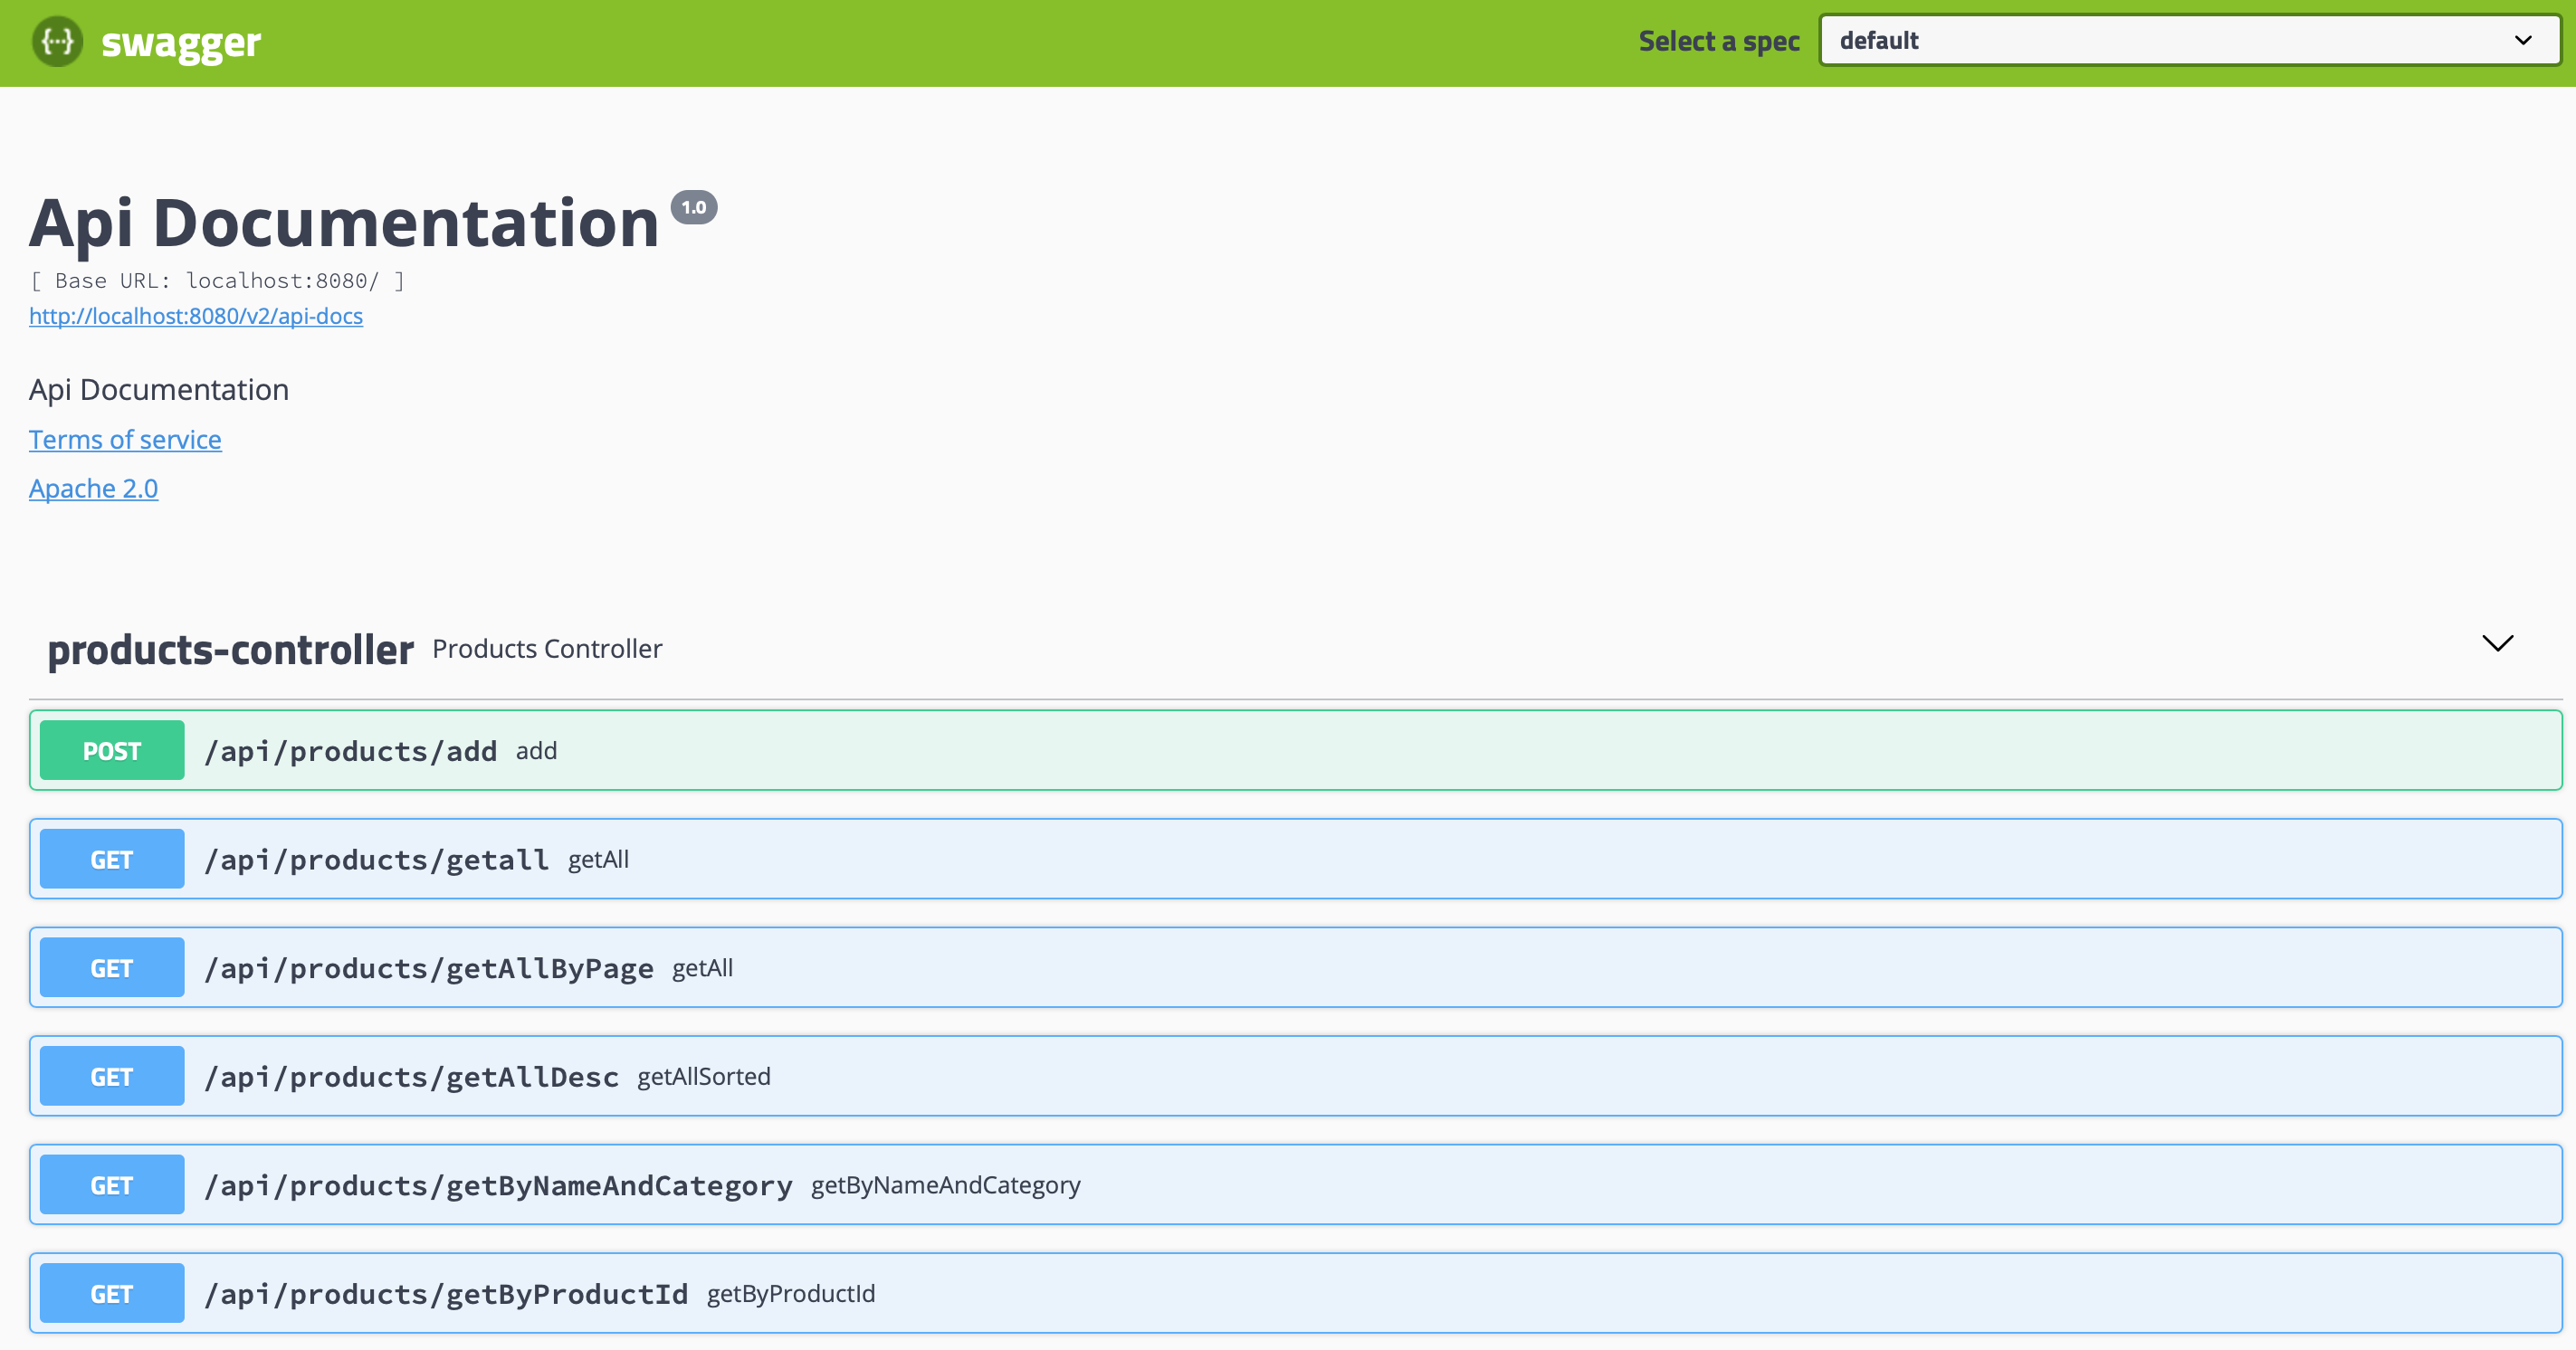 {···} swagger
Select a spec default
Api Documentation 1.0
[ Base URL: localhost:8080/ ]
http://localhost:8080/v2/api-docs
Api Documentation
Terms of service
Apache 2.0
products-controller Products Controller
POST /api/products/add add
GET /api/products/getall getAll
GET /api/products/getAllByPage getAll
GET /api/products/getAllDesc getAllSorted
GET /api/products/getByNameAndCategory getByNameAndCategory
GET /api/products/getByProductId getByProductId